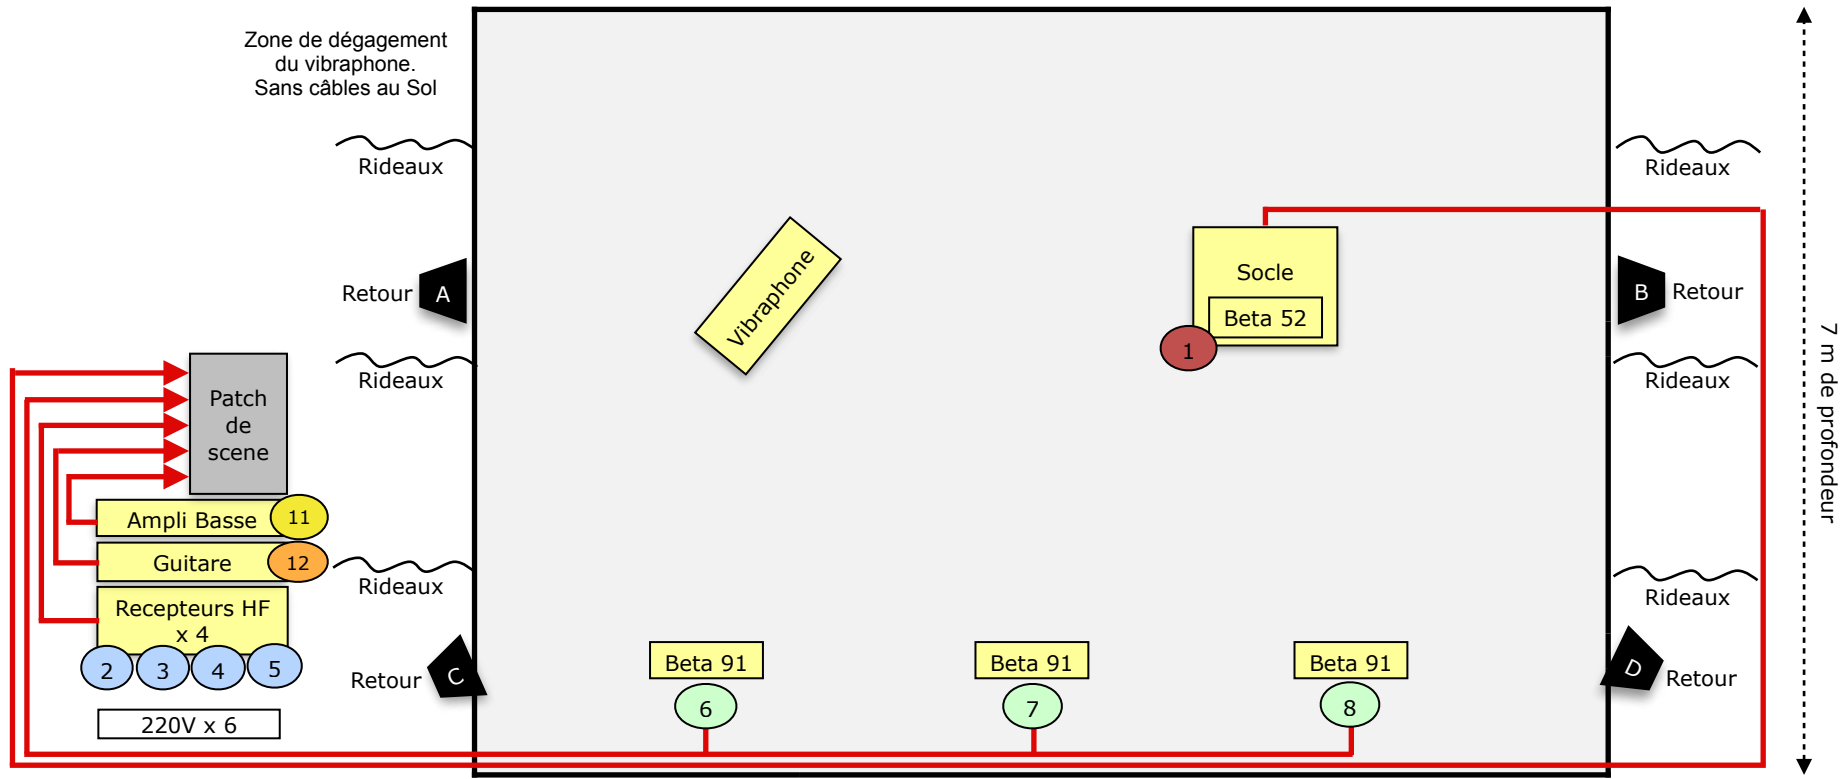 Zone de dégagement
du vibraphone.
Sans câbles au Sol
Rideaux
Rideaux
Vibraphone
Socle
Beta 52
1
Retour
A
B
Retour
7 m de profondeur
Rideaux
Rideaux
Patch
de
scene
Ampli Basse
11
Guitare
12
Rideaux
Rideaux
Recepteurs HF
x 4
2
3
4
5
Retour
C
Beta 91
Beta 91
Beta 91
6
7
8
D
Retour
220V x 6